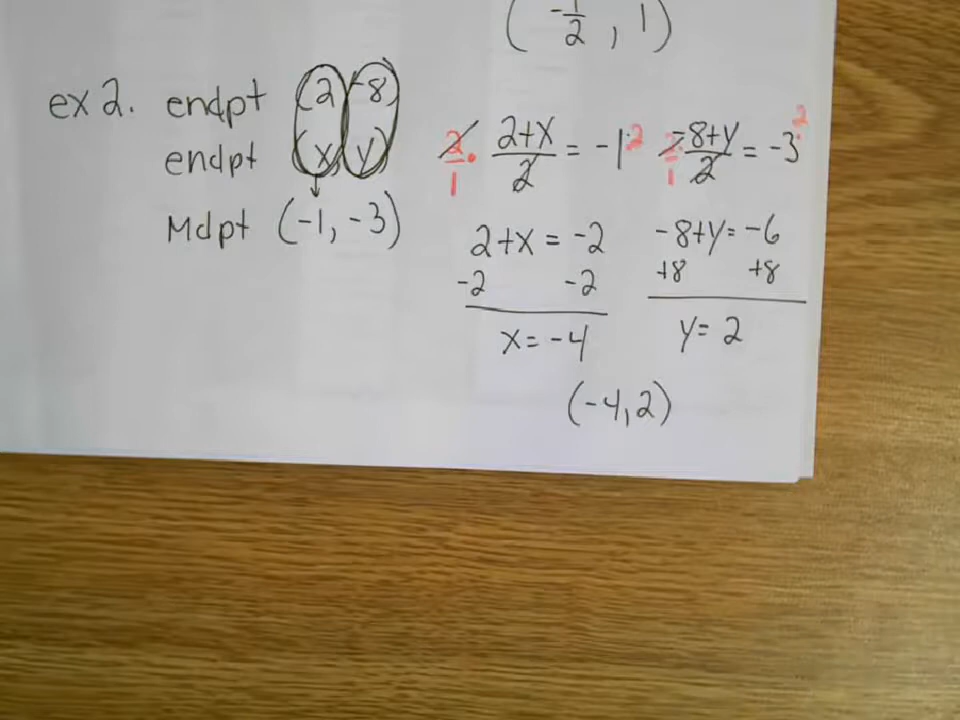 (-1/2, 1)
ex 2. endpt (2, -8)
endpt (x, y)
Mdpt (-1, -3)
2/1 · (2+x)/2 = -1·2
2+x = -2
-2 -2
x = -4
2/1 · (-8+y)/2 = -3·2
-8+y = -6
+8 +8
y = 2
(-4, 2)